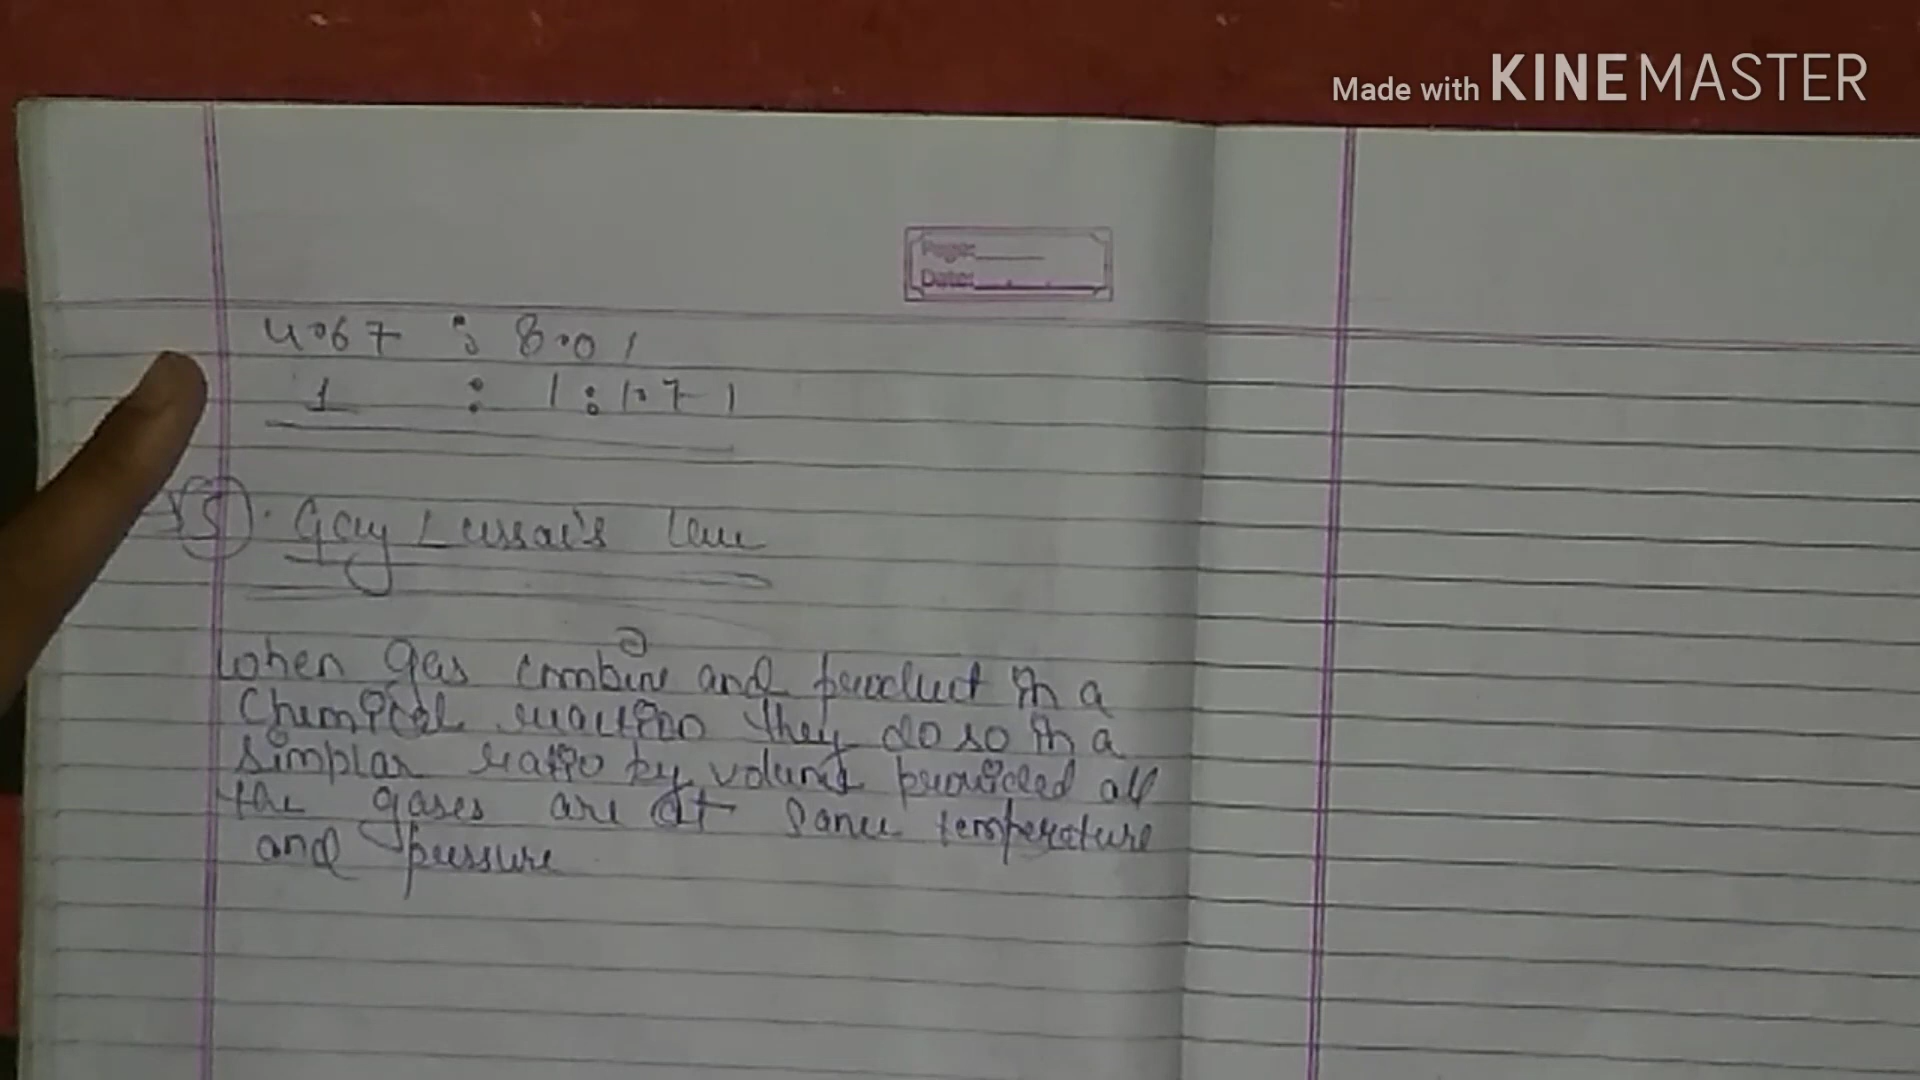 Made with KINEMASTER
Page:
Date:
4.67 : 8.01
1 : 1:1.71
5. Gay Lussac's Law
When gas combine and product in a
Chemical reaction they do so in a
simplar ratio by volume provided all
the gases are at same temperature
and pressure